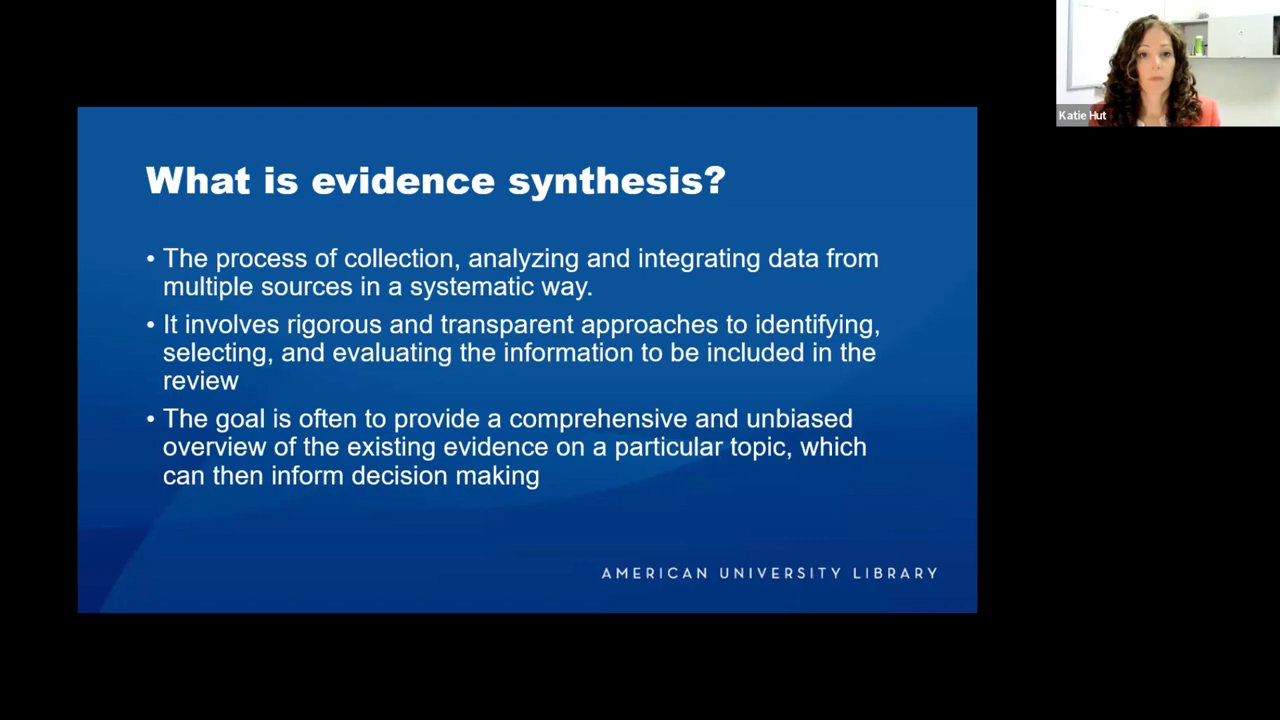 What is evidence synthesis?
• The process of collection, analyzing and integrating data from
multiple sources in a systematic way.
• It involves rigorous and transparent approaches to identifying,
selecting, and evaluating the information to be included in the
review
• The goal is often to provide a comprehensive and unbiased
overview of the existing evidence on a particular topic, which
can then inform decision making
AMERICAN UNIVERSITY LIBRARY
Katie Hut